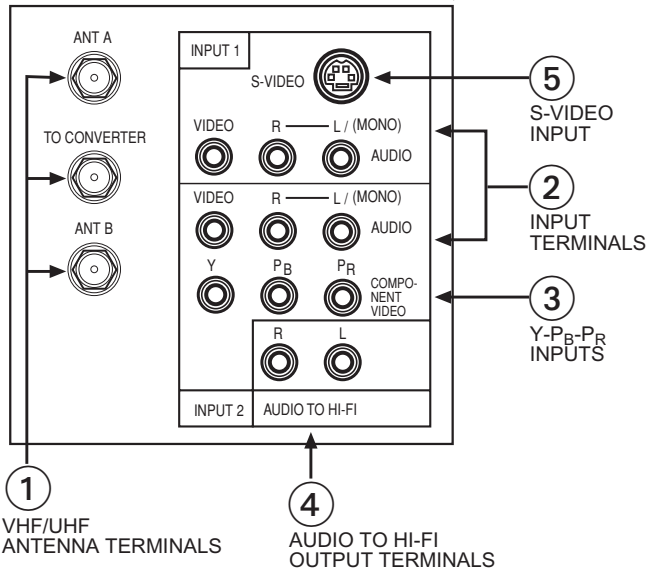 ANT A
TO CONVERTER
ANT B
INPUT 1
S-VIDEO
VIDEO R L / (MONO)
AUDIO
VIDEO R L / (MONO)
AUDIO
Y PB PR
COMPO-
NENT
VIDEO
R L
INPUT 2 AUDIO TO HI-FI
5
S-VIDEO
INPUT
2
INPUT
TERMINALS
3
Y-PB-PR
INPUTS
1
VHF/UHF
ANTENNA TERMINALS
4
AUDIO TO HI-FI
OUTPUT TERMINALS